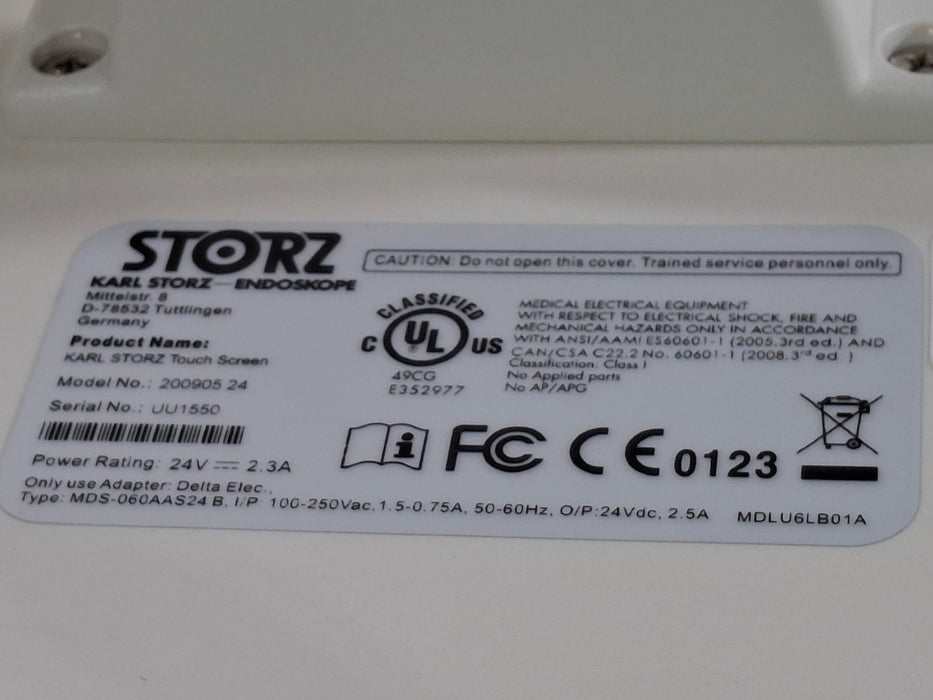 STORZ
KARL STORZ — ENDOSKOPE
Mittelstr. 8
D-78532 Tuttlingen
Germany
Product Name:
KARL STORZ Touch Screen
Model No.: 200905 24
Serial No.: UU1550
Power Rating: 24V ⎓ 2.3A
Only use Adapter: Delta Elec.,
Type: MDS-060AAS24 B, I/P: 100-250Vac, 1.5-0.75A, 50-60Hz, O/P:24Vdc, 2.5A
MDLU6LB01A
CAUTION: Do not open this cover. Trained service personnel only.
CLASSIFIED
C UL US
®
49CG
E352977
MEDICAL ELECTRICAL EQUIPMENT
WITH RESPECT TO ELECTRICAL SHOCK, FIRE AND
MECHANICAL HAZARDS ONLY IN ACCORDANCE
WITH ANSI/AAMI ES60601-1 (2005.3rd ed.) AND
CAN/CSA C22.2 No. 60601-1 (2008.3rd ed.)
Classification: Class I
No Applied parts
No AP/APG
i FC CE 0123